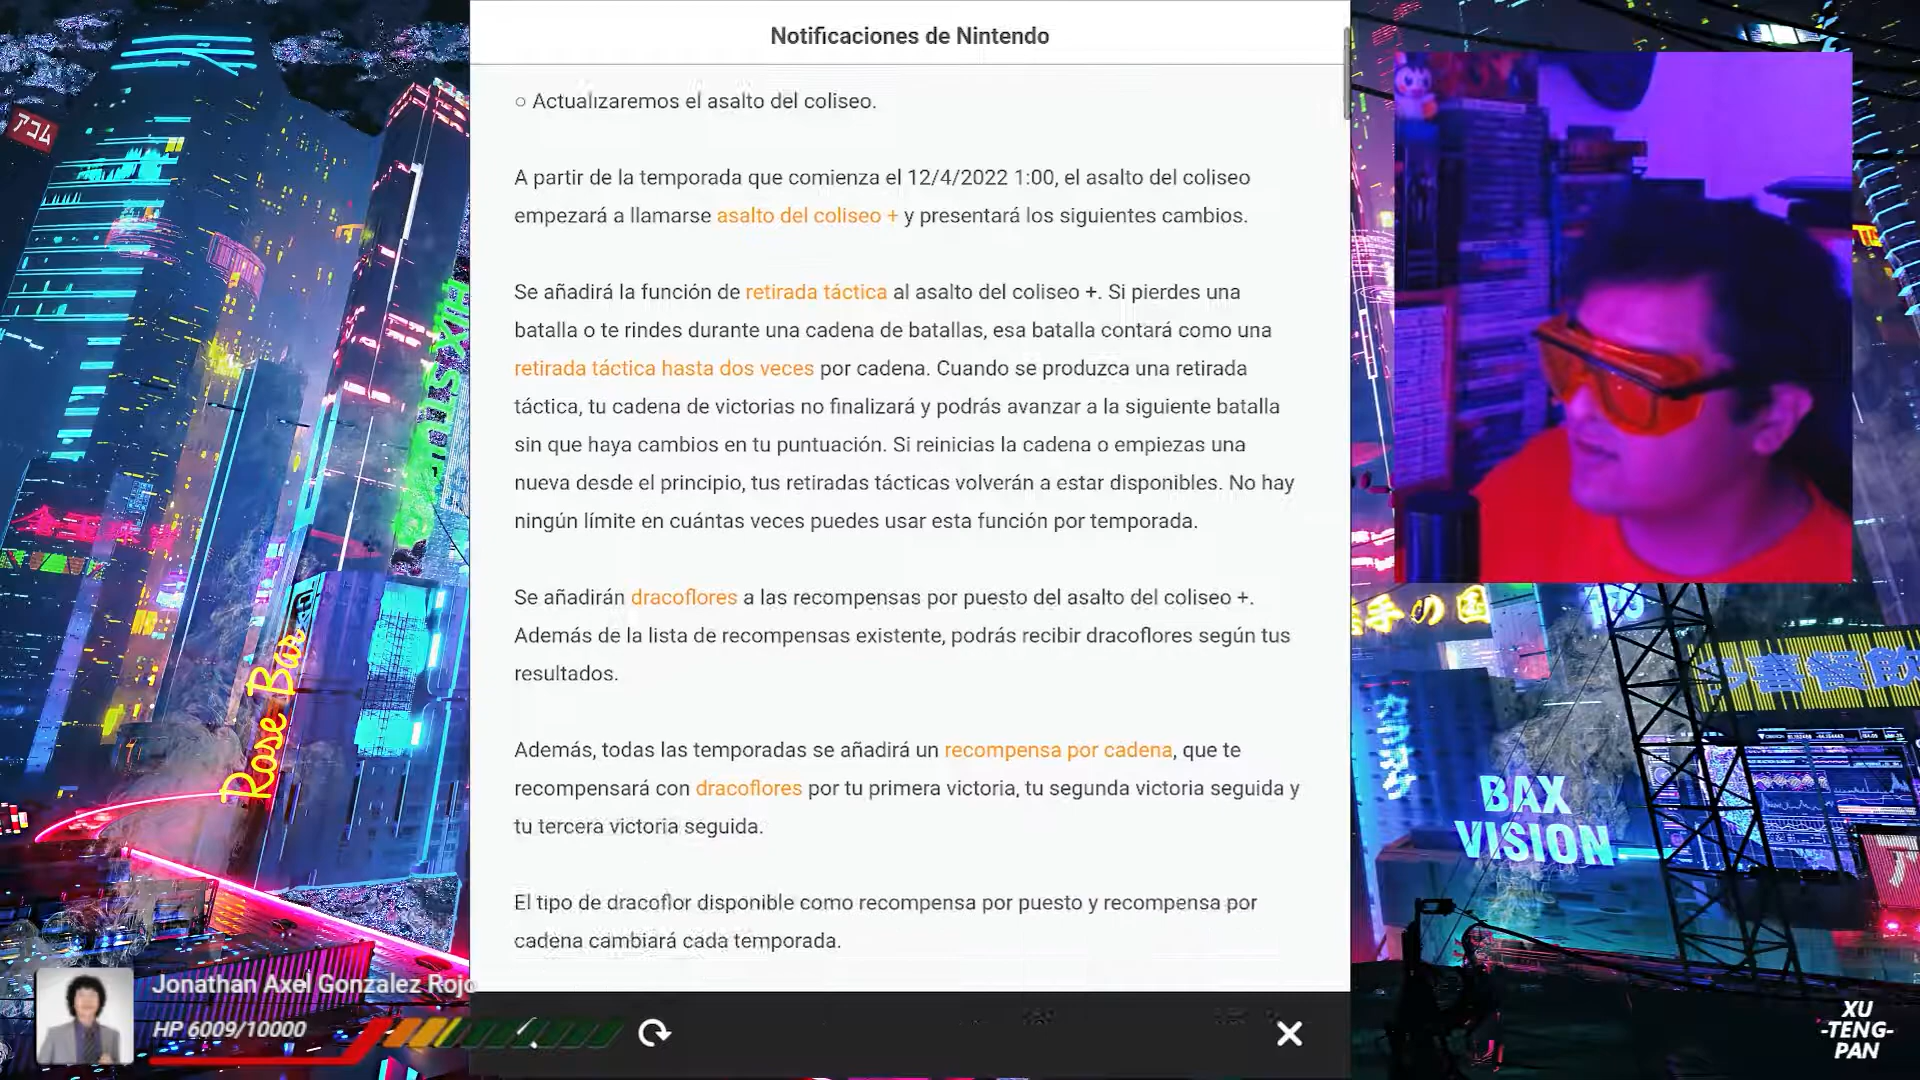 Notificaciones de Nintendo
○ Actualizaremos el asalto del coliseo.
A partir de la temporada que comienza el 12/4/2022 1:00, el asalto del coliseo
empezará a llamarse asalto del coliseo + y presentará los siguientes cambios.
Se añadirá la función de retirada táctica al asalto del coliseo +. Si pierdes una
batalla o te rindes durante una cadena de batallas, esa batalla contará como una
retirada táctica hasta dos veces por cadena. Cuando se produzca una retirada
táctica, tu cadena de victorias no finalizará y podrás avanzar a la siguiente batalla
sin que haya cambios en tu puntuación. Si reinicias la cadena o empiezas una
nueva desde el principio, tus retiradas tácticas volverán a estar disponibles. No hay
ningún límite en cuántas veces puedes usar esta función por temporada.
Se añadirán dracoflores a las recompensas por puesto del asalto del coliseo +.
Además de la lista de recompensas existente, podrás recibir dracoflores según tus
resultados.
Además, todas las temporadas se añadirá un recompensa por cadena, que te
recompensará con dracoflores por tu primera victoria, tu segunda victoria seguida y
tu tercera victoria seguida.
El tipo de dracoflor disponible como recompensa por puesto y recompensa por
cadena cambiará cada temporada.
アコム
Rose Bar
BAX
VISION
Jonathan Axel Gonzalez Rojo
HP 6009/10000
XU
-TENG-
PAN